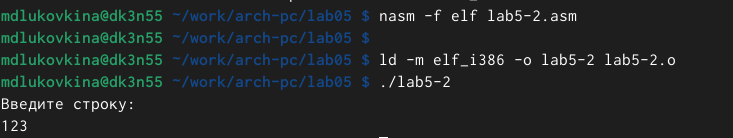 mdlukovkina@dk3n55 ~/work/arch-pc/lab05 $ nasm -f elf lab5-2.asm
mdlukovkina@dk3n55 ~/work/arch-pc/lab05 $
mdlukovkina@dk3n55 ~/work/arch-pc/lab05 $ ld -m elf_i386 -o lab5-2 lab5-2.o
mdlukovkina@dk3n55 ~/work/arch-pc/lab05 $ ./lab5-2
Введите строку:
123